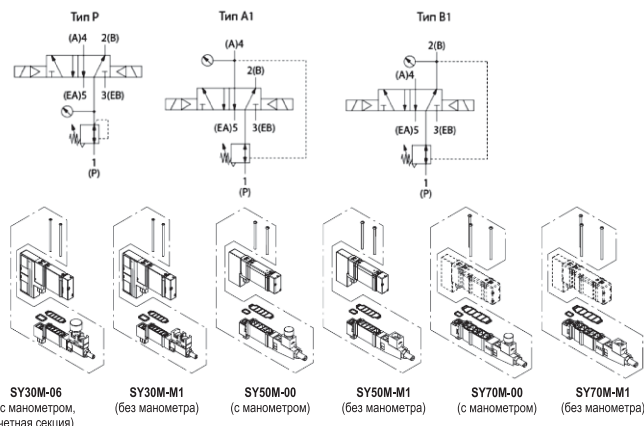 Тип P
Тип A1
Тип B1
(A)4
2(B)
(EA)5
3(EB)
1
(P)
(A)4
2(B)
(EA)5
3(EB)
1
(P)
2(B)
(A)4
(EA)5
3(EB)
1
(P)
SY30M-06
SY30M-M1
SY50M-00
SY50M-M1
SY70M-00
SY70M-M1
с манометром,
(без манометра)
(с манометром)
(без манометра)
(с манометром)
(без манометра)
секция)